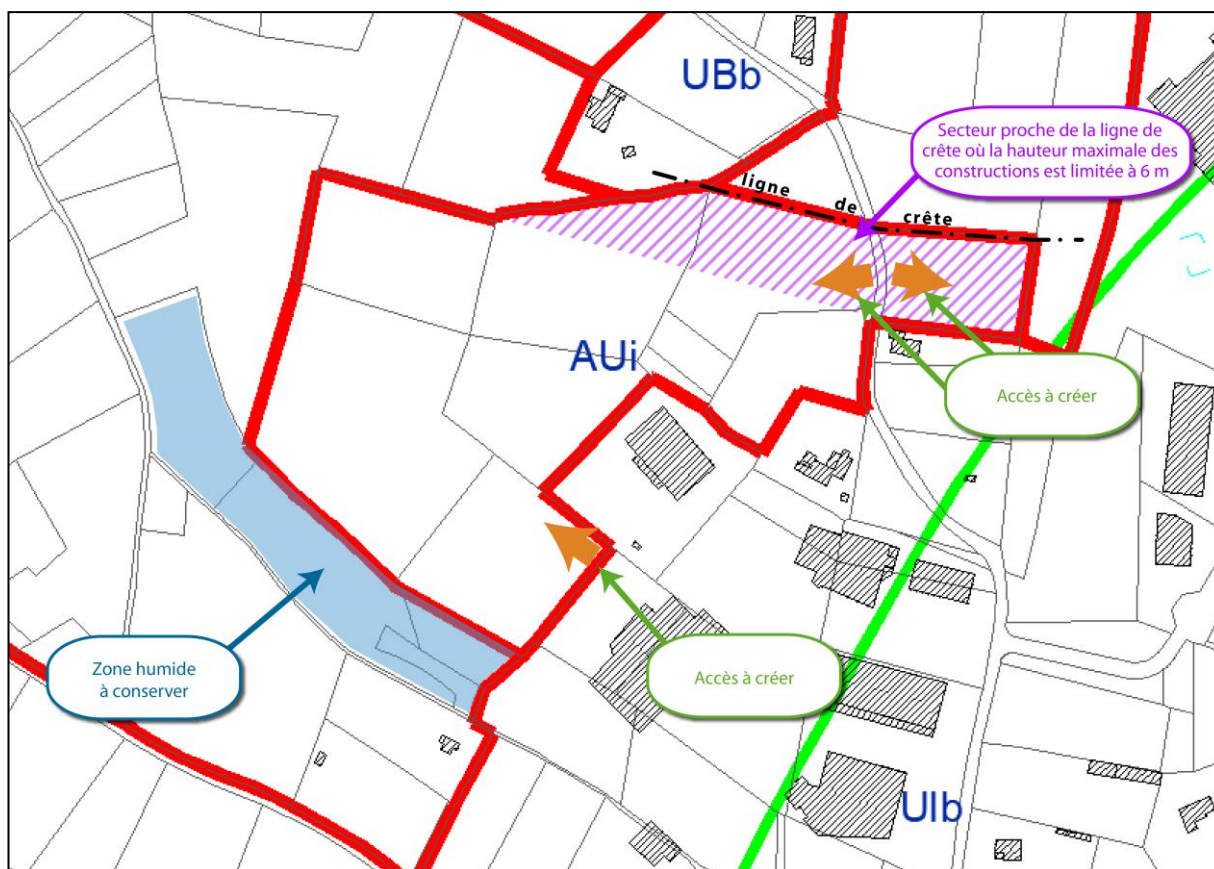 UBb
Secteur proche de la ligne de
crête où la hauteur maximale des
constructions est limitée à 6 m
ligne de crête
AUi
Accès à créer
Zone humide
à conserver
Accès à créer
UIb